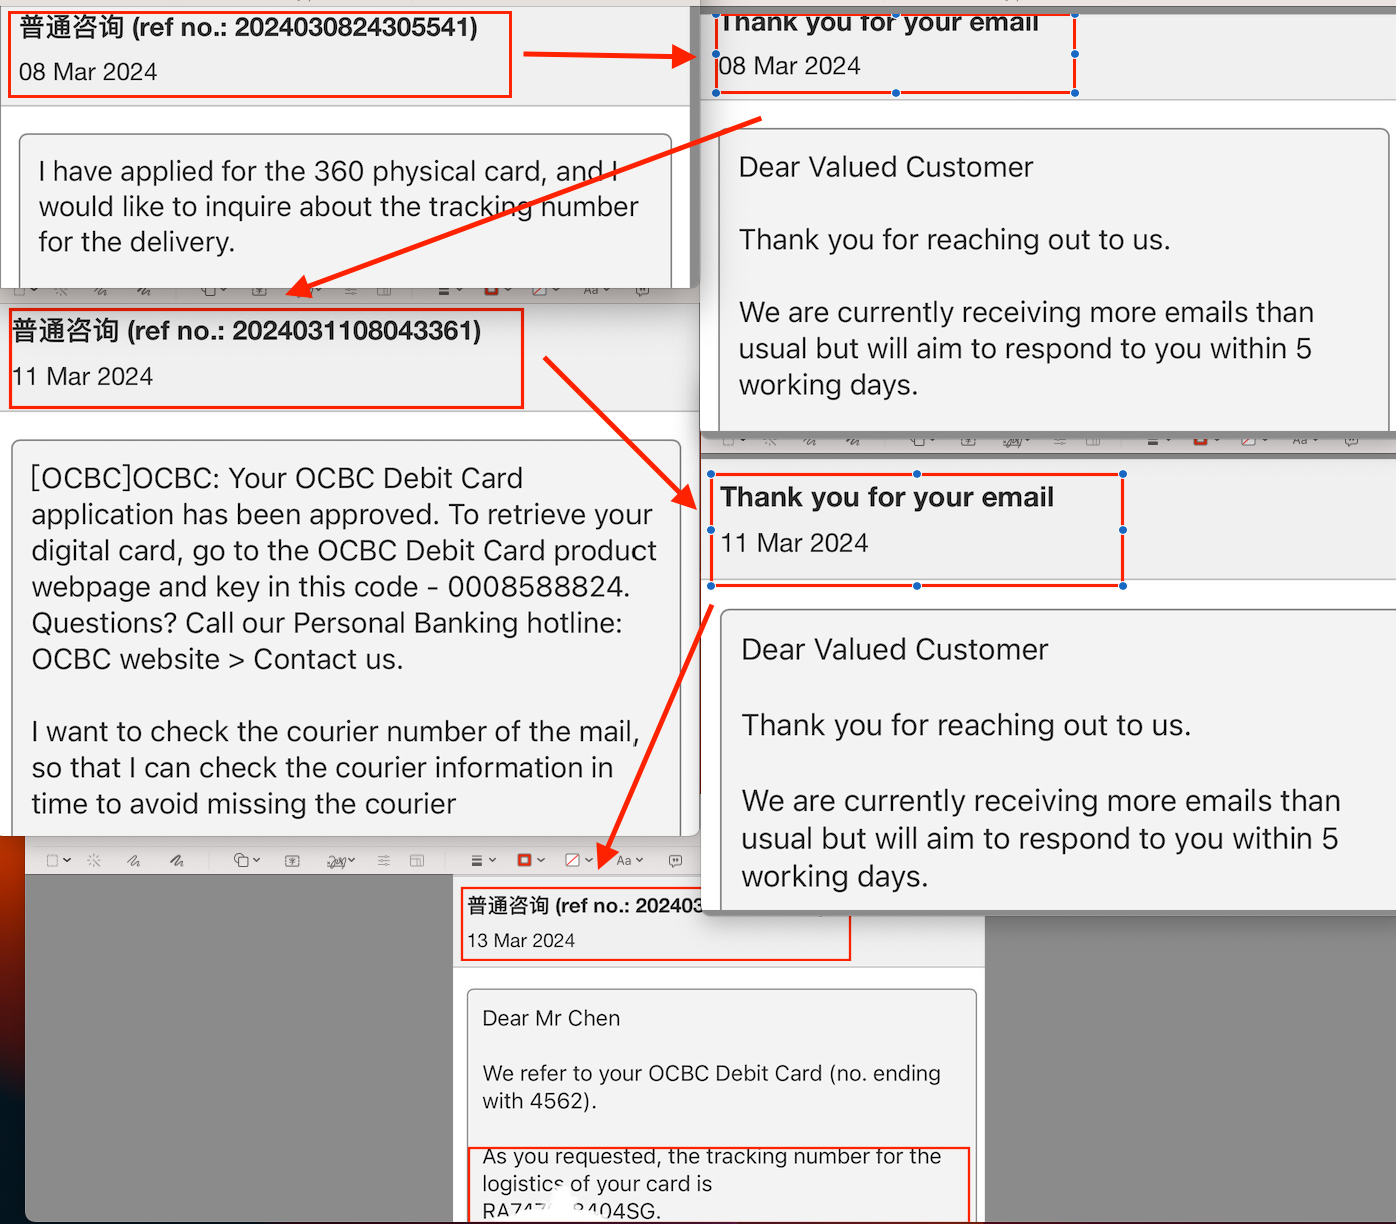 普通咨询 (ref no.: 2024030824305541)
08 Mar 2024
I have applied for the 360 physical card, and I
would like to inquire about the tracking number
for the delivery.
Thank you for your email
08 Mar 2024
Dear Valued Customer
Thank you for reaching out to us.
We are currently receiving more emails than
usual but will aim to respond to you within 5
working days.
普通咨询 (ref no.: 2024031108043361)
11 Mar 2024
[OCBC]OCBC: Your OCBC Debit Card
application has been approved. To retrieve your
digital card, go to the OCBC Debit Card product
webpage and key in this code - 0008588824.
Questions? Call our Personal Banking hotline:
OCBC website > Contact us.
I want to check the courier number of the mail,
so that I can check the courier information in
time to avoid missing the courier
Thank you for your email
11 Mar 2024
Dear Valued Customer
Thank you for reaching out to us.
We are currently receiving more emails than
usual but will aim to respond to you within 5
working days.
Aa
普通咨询 (ref no.:
13 Mar 2024
Dear Mr Chen
We refer to your OCBC Debit Card (no. ending
with 4562).
As you requested, the tracking number for the
logistics of your card is